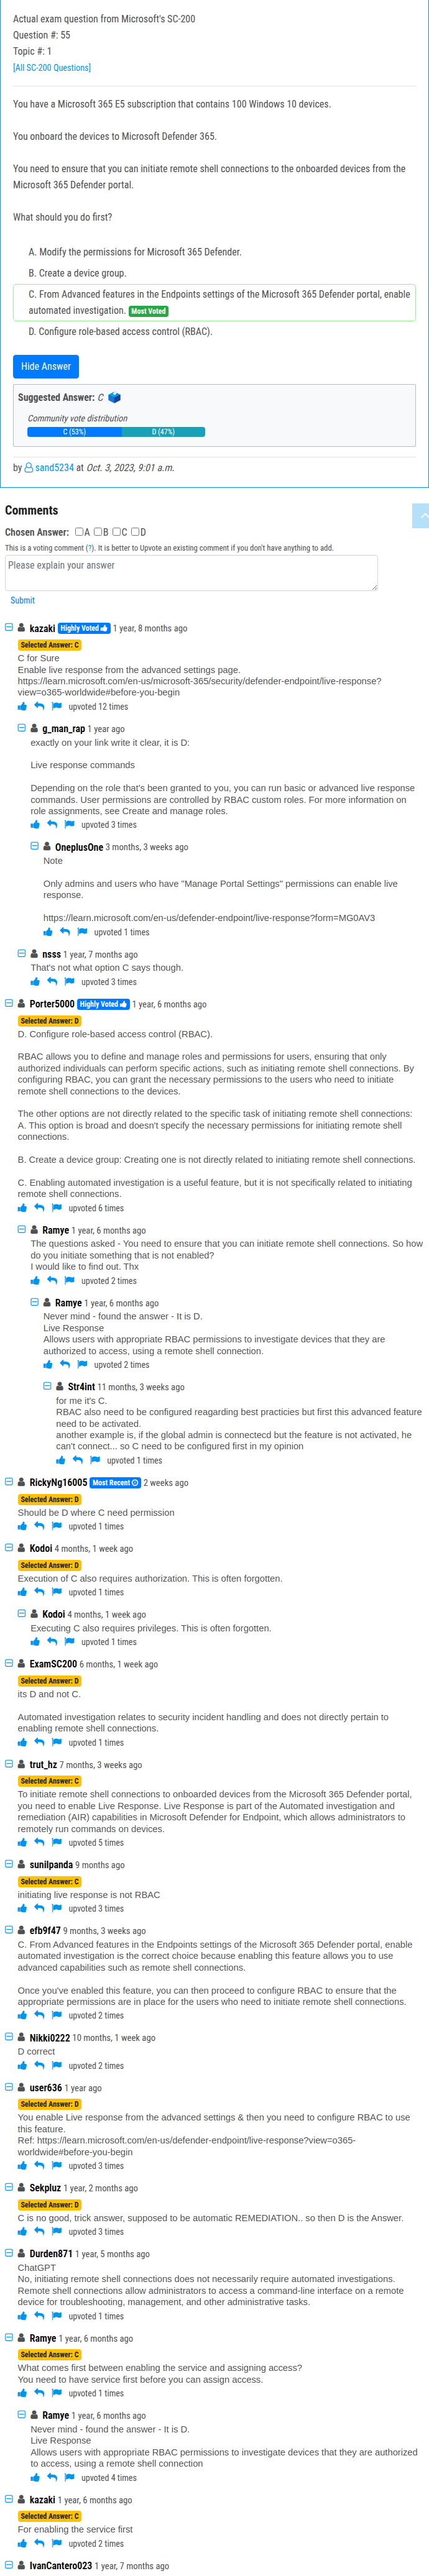 Actual exam question from Microsoft's SC-200
Question #: 55
Topic #: 1
[All SC-200 Questions]
You have a Microsoft 365 E5 subscription that contains 100 Windows 10 devices.
You onboard the devices to Microsoft Defender 365.
You need to ensure that you can initiate remote shell connections to the onboarded devices from the
Microsoft 365 Defender portal.
What should you do first?
A. Modify the permissions for Microsoft 365 Defender.
B. Create a device group.
C. From Advanced features in the Endpoints settings of the Microsoft 365 Defender portal, enable
automated investigation. Most Voted
D. Configure role-based access control (RBAC).
Hide Answer
Suggested Answer: C
Community vote distribution
C (53%) D (47%)
by sand5234 at Oct. 3, 2023, 9:01 a.m.
Comments
Chosen Answer: A B C D
This is a voting comment (?). It is better to Upvote an existing comment if you don't have anything to add.
Please explain your answer
Submit
kazaki Highly Voted 1 year, 8 months ago
Selected Answer: C
C for Sure
Enable live response from the advanced settings page.
https://learn.microsoft.com/en-us/microsoft-365/security/defender-endpoint/live-response?
view=o365-worldwide#before-you-begin
upvoted 12 times
g_man_rap 1 year ago
exactly on your link write it clear, it is D:
Live response commands
Depending on the role that's been granted to you, you can run basic or advanced live response
commands. User permissions are controlled by RBAC custom roles. For more information on
role assignments, see Create and manage roles.
upvoted 3 times
OneplusOne 3 months, 3 weeks ago
Note
Only admins and users who have "Manage Portal Settings" permissions can enable live
response.
https://learn.microsoft.com/en-us/defender-endpoint/live-response?form=MG0AV3
upvoted 1 times
nsss 1 year, 7 months ago
That's not what option C says though.
upvoted 3 times
Porter5000 Highly Voted 1 year, 6 months ago
Selected Answer: D
D. Configure role-based access control (RBAC).
RBAC allows you to define and manage roles and permissions for users, ensuring that only
authorized individuals can perform specific actions, such as initiating remote shell connections. By
configuring RBAC, you can grant the necessary permissions to the users who need to initiate
remote shell connections to the devices.
The other options are not directly related to the specific task of initiating remote shell connections:
A. This option is broad and doesn't specify the necessary permissions for initiating remote shell
connections.
B. Create a device group: Creating one is not directly related to initiating remote shell connections.
C. Enabling automated investigation is a useful feature, but it is not specifically related to initiating
remote shell connections.
upvoted 6 times
Ramye 1 year, 6 months ago
The questions asked - You need to ensure that you can initiate remote shell connections. So how
do you initiate something that is not enabled?
I would like to find out. Thx
upvoted 2 times
Ramye 1 year, 6 months ago
Never mind - found the answer - It is D.
Live Response
Allows users with appropriate RBAC permissions to investigate devices that they are
authorized to access, using a remote shell connection.
upvoted 2 times
Str4int 11 months, 3 weeks ago
for me it's C.
RBAC also need to be configured reagarding best practicies but first this advanced feature
need to be activated.
another example is, if the global admin is connectecd but the feature is not activated, he
can't connect... so C need to be configured first in my opinion
upvoted 1 times
RickyNg16005 Most Recent 2 weeks ago
Selected Answer: D
Should be D where C need permission
upvoted 1 times
Kodoi 4 months, 1 week ago
Selected Answer: D
Execution of C also requires authorization. This is often forgotten.
upvoted 1 times
Kodoi 4 months, 1 week ago
Executing C also requires privileges. This is often forgotten.
upvoted 1 times
ExamSC200 6 months, 1 week ago
Selected Answer: D
its D and not C.
Automated investigation relates to security incident handling and does not directly pertain to
enabling remote shell connections.
upvoted 1 times
trut_hz 7 months, 3 weeks ago
Selected Answer: C
To initiate remote shell connections to onboarded devices from the Microsoft 365 Defender portal,
you need to enable Live Response. Live Response is part of the Automated investigation and
remediation (AIR) capabilities in Microsoft Defender for Endpoint, which allows administrators to
remotely run commands on devices.
upvoted 5 times
sunilpanda 9 months ago
Selected Answer: C
initiating live response is not RBAC
upvoted 3 times
efb9f47 9 months, 3 weeks ago
C. From Advanced features in the Endpoints settings of the Microsoft 365 Defender portal, enable
automated investigation is the correct choice because enabling this feature allows you to use
advanced capabilities such as remote shell connections.
Once you've enabled this feature, you can then proceed to configure RBAC to ensure that the
appropriate permissions are in place for the users who need to initiate remote shell connections.
upvoted 2 times
Nikki0222 10 months, 1 week ago
D correct
upvoted 2 times
user636 1 year ago
Selected Answer: D
You enable Live response from the advanced settings & then you need to configure RBAC to use
this feature.
Ref: https://learn.microsoft.com/en-us/defender-endpoint/live-response?view=o365-
worldwide#before-you-begin
upvoted 3 times
Sekpluz 1 year, 2 months ago
Selected Answer: D
C is no good, trick answer, supposed to be automatic REMEDIATION.. so then D is the Answer.
upvoted 3 times
Durden871 1 year, 5 months ago
ChatGPT
No, initiating remote shell connections does not necessarily require automated investigations.
Remote shell connections allow administrators to access a command-line interface on a remote
device for troubleshooting, management, and other administrative tasks.
upvoted 1 times
Ramye 1 year, 6 months ago
Selected Answer: C
What comes first between enabling the service and assigning access?
You need to have service first before you can assign access.
upvoted 1 times
Ramye 1 year, 6 months ago
Never mind - found the answer - It is D.
Live Response
Allows users with appropriate RBAC permissions to investigate devices that they are authorized
to access, using a remote shell connection
upvoted 4 times
kazaki 1 year, 6 months ago
Selected Answer: C
For enabling the service first
upvoted 2 times
IvanCantero023 1 year, 7 months ago